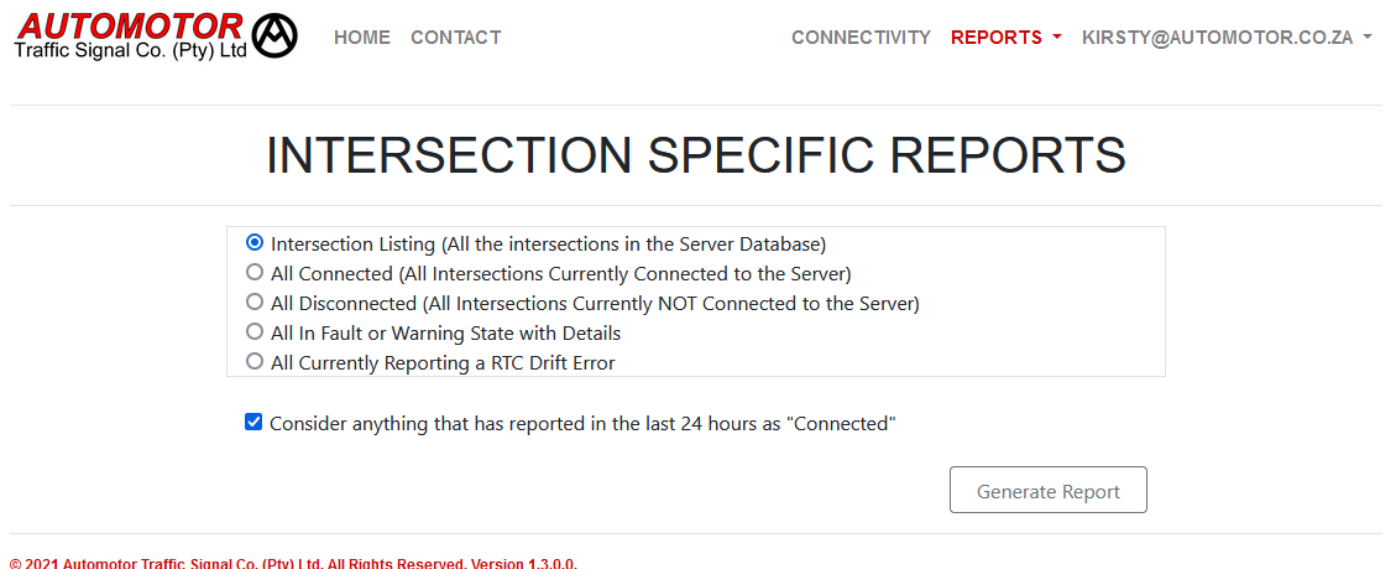 AUTOMOTOR
Traffic Signal Co. (Pty) Ltd
HOME CONTACT CONNECTIVITY REPORTS KIRSTY@AUTOMOTOR.CO.ZA
INTERSECTION SPECIFIC REPORTS
Intersection Listing (All the intersections in the Server Database)
All Connected (All Intersections Currently Connected to the Server)
All Disconnected (All Intersections Currently NOT Connected to the Server)
All In Fault or Warning State with Details
All Currently Reporting a RTC Drift Error
Consider anything that has reported in the last 24 hours as "Connected"
Generate Report
© 2021 Automotor Traffic Signal Co. (Pty) Ltd. All Rights Reserved. Version 1.3.0.0.